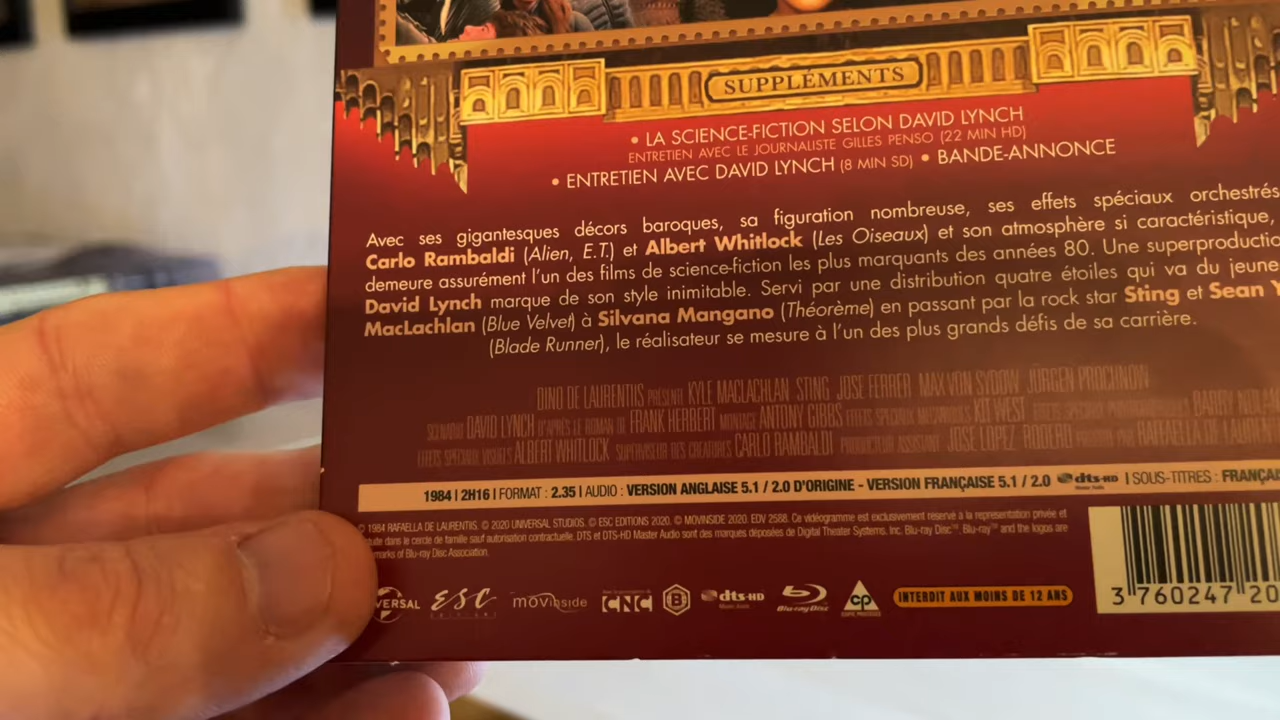 SUPPLÉMENTS
• LA SCIENCE-FICTION SELON DAVID LYNCH
ENTRETIEN AVEC LE JOURNALISTE GILLES PENSO (22 MIN HD)
• ENTRETIEN AVEC DAVID LYNCH (8 MIN SD) • BANDE-ANNONCE
Avec ses gigantesques décors baroques, sa figuration nombreuse, ses effets spéciaux orchestrés
Carlo Rambaldi (Alien, E.T.) et Albert Whitlock (Les Oiseaux) et son atmosphère si caractéristique,
demeure assurément l'un des films de science-fiction les plus marquants des années 80. Une superproductio
David Lynch marque de son style inimitable. Servi par une distribution quatre étoiles qui va du jeune
MacLachlan (Blue Velvet) à Silvana Mangano (Théorème) en passant par la rock star Sting et Sean Y
(Blade Runner), le réalisateur se mesure à l'un des plus grands défis de sa carrière.
DINO DE LAURENTIIS PRÉSENTE KYLE MACLACHLAN STING JOSE FERRER MAX VON SYDOW JÜRGEN PROCHNOW
SCÉNARIO DAVID LYNCH D'APRÈS LE ROMAN DE FRANK HERBERT MONTAGE ANTONY GIBBS EFFETS SPÉCIAUX KIT WEST
EFFETS SPÉCIAUX VISUELS ALBERT WHITLOCK SUPERVISEUR DES CRÉATURES CARLO RAMBALDI PRODUCTEUR ASSISTANT JOSE LOPEZ RODERO RAFFAELLA DE LAUREN
1984 | 2H16 | FORMAT : 2.35 | AUDIO : VERSION ANGLAISE 5.1 / 2.0 D'ORIGINE - VERSION FRANÇAISE 5.1 / 2.0 dts-HD Master Audio | SOUS-TITRES : FRANÇA
© 1984 RAFAELLA DE LAURENTIIS. © 2020 UNIVERSAL STUDIOS. © ESC EDITIONS 2020. © MOVINSIDE 2020. EDV 2588. Ce vidéogramme est exclusivement réservé à la représentation privée et
tuite dans le cercle de famille sauf autorisation contractuelle. DTS et DTS-HD Master Audio sont des marques déposées de Digital Theater Systems, Inc. Blu-ray Disc™, Blu-ray™ and the logos are
marks of Blu-ray Disc Association.
VERSAL esc movinside CNC B dts-HD Blu-ray Disc cp INTERDIT AUX MOINS DE 12 ANS
3 760247 20